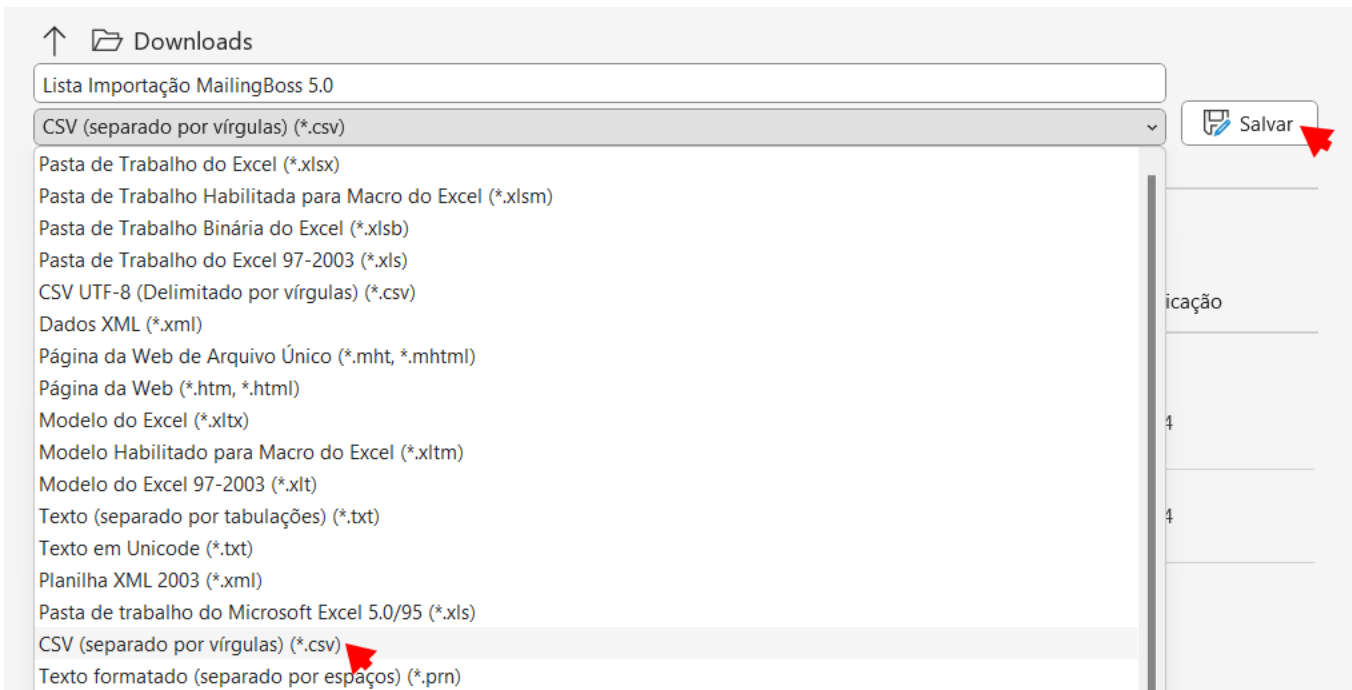 Downloads
Lista Importação MailingBoss 5.0
CSV (separado por vírgulas) (*.csv)
Salvar
Pasta de Trabalho do Excel (*.xlsx)
Pasta de Trabalho Habilitada para Macro do Excel (*.xlsm)
Pasta de Trabalho Binária do Excel (*.xlsb)
Pasta de Trabalho do Excel 97-2003 (*.xls)
CSV UTF-8 (Delimitado por vírgulas) (*.csv)
icação
Dados XML (*.xml)
Página da Web de Arquivo Único (*.mht, *.mhtml)
Página da Web (*.htm, *.html)
Modelo do Excel (*.xltx)
4
Modelo Habilitado para Macro do Excel (*.xltm)
Modelo do Excel 97-2003 (*.xlt)
Texto (separado por tabulações) (*.txt)
4
Texto em Unicode (*.txt)
Planilha XML 2003 (*.xml)
Pasta de trabalho do Microsoft Excel 5.0/95 (*.xls)
CSV (separado por vírgulas) (*.csv)
Texto formatado (separado por espaços) (*.prn)